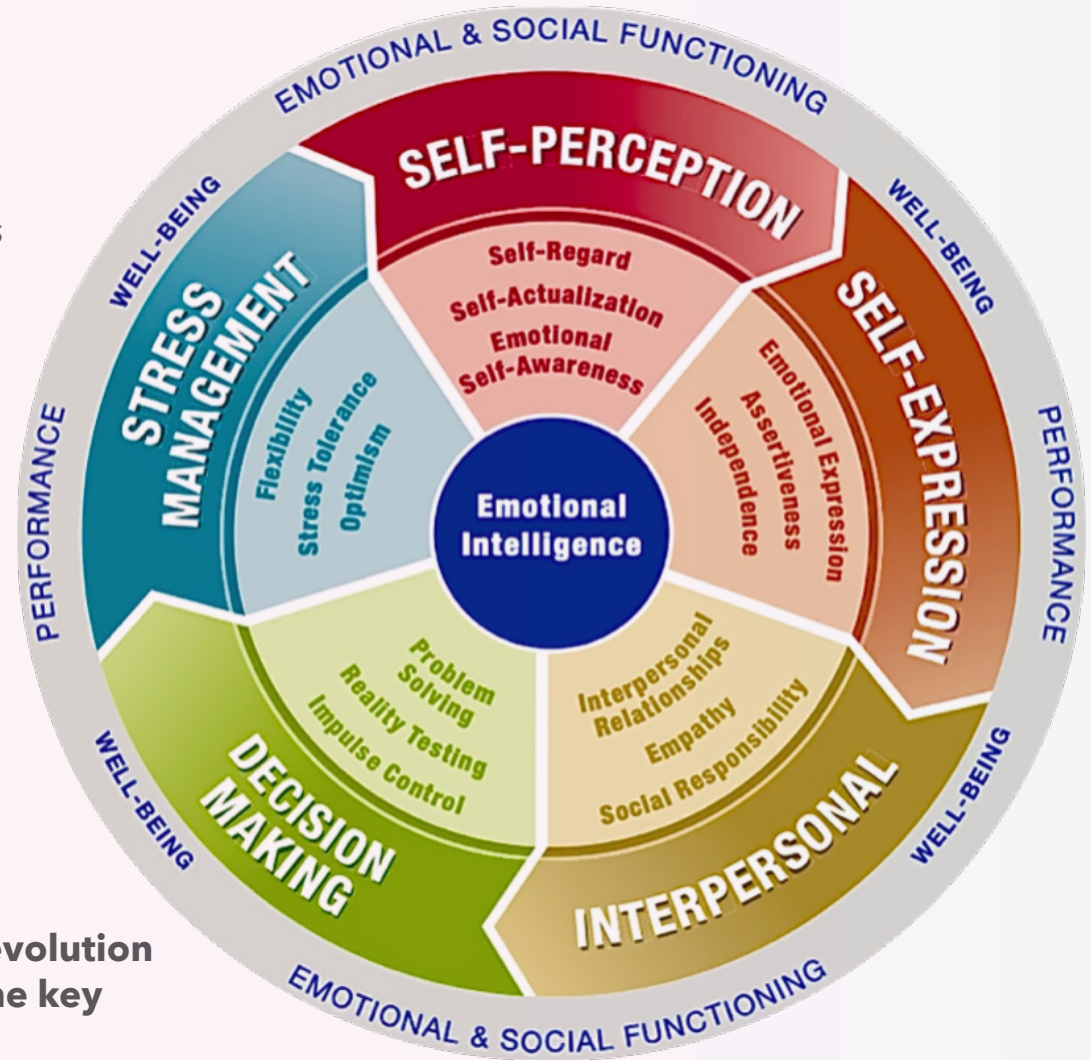 EMOTIONAL & SOCIAL FUNCTIONING
WELL-BEING
WELL-BEING
PERFORMANCE
PERFORMANCE
WELL-BEING
WELL-BEING
EMOTIONAL & SOCIAL FUNCTIONING
SELF-PERCEPTION
Self-Regard
Self-Actualization
Emotional
Self-Awareness
SELF-EXPRESSION
Emotional Expression
Assertiveness
Independence
INTERPERSONAL
Interpersonal
Relationships
Empathy
Social Responsibility
DECISION
MAKING
Problem
Solving
Reality Testing
Impulse Control
STRESS
MANAGEMENT
Flexibility
Stress Tolerance
Optimism
Emotional
Intelligence
s
evolution
ne key